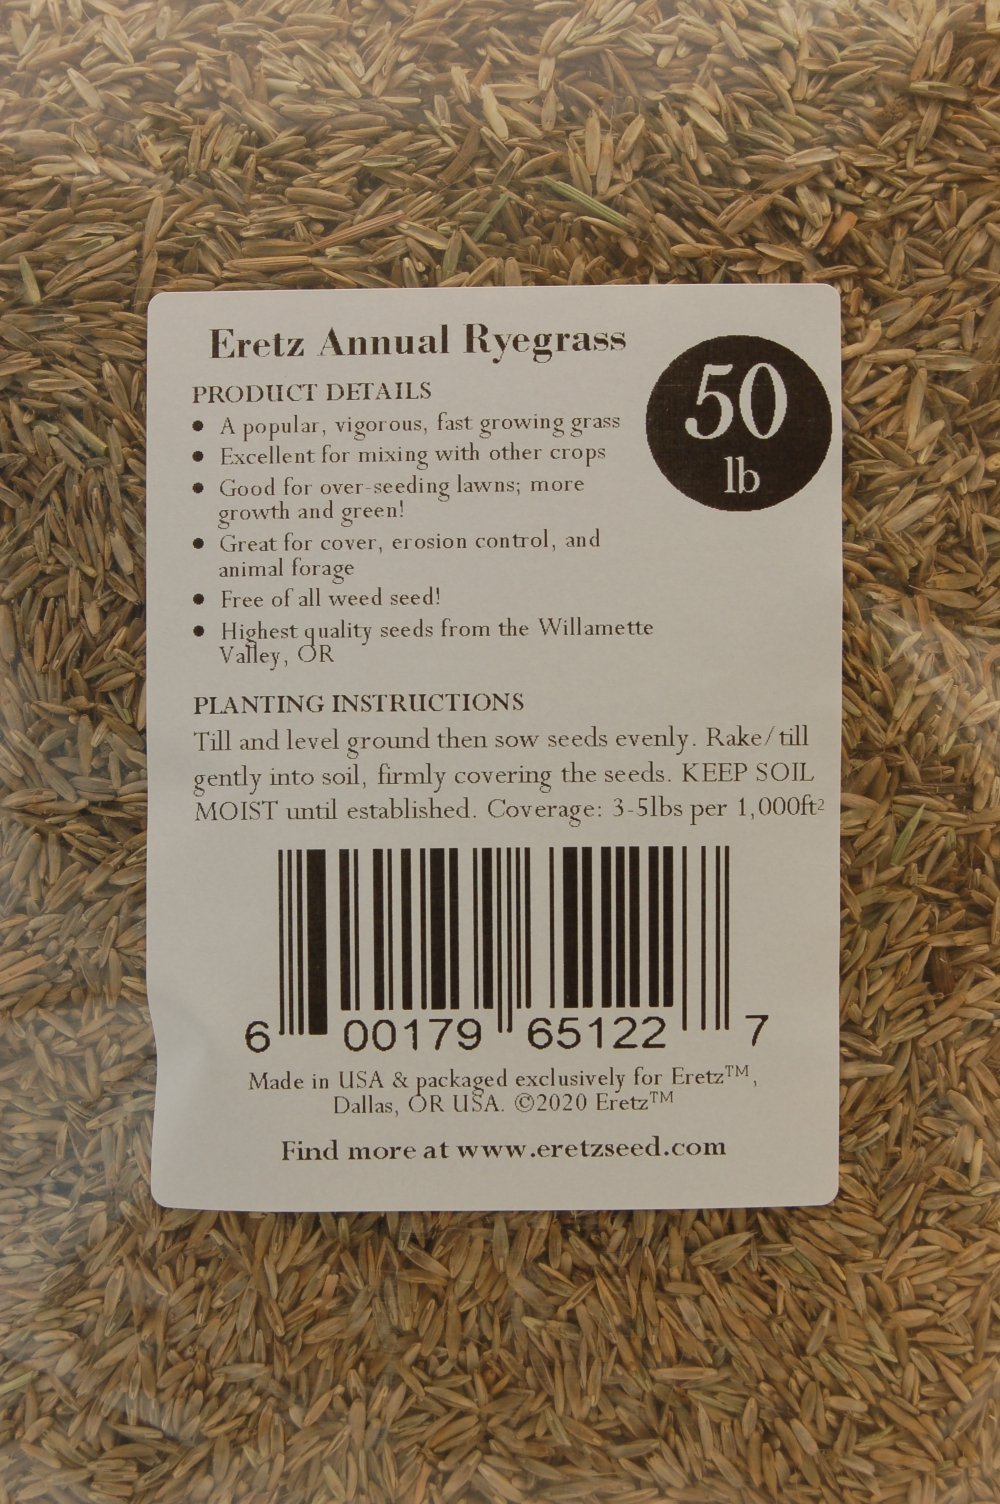 Eretz Annual Ryegrass
50
lb
PRODUCT DETAILS
• A popular, vigorous, fast growing grass
• Excellent for mixing with other crops
• Good for over-seeding lawns; more
growth and green!
• Great for cover, erosion control, and
animal forage
• Free of all weed seed!
• Highest quality seeds from the Willamette
Valley, OR
PLANTING INSTRUCTIONS
Till and level ground then sow seeds evenly. Rake/till
gently into soil, firmly covering the seeds. KEEP SOIL
MOIST until established. Coverage: 3-5lbs per 1,000ft²
6 00179 65122 7
Made in USA & packaged exclusively for Eretz™,
Dallas, OR USA. ©2020 Eretz™
Find more at www.eretzseed.com